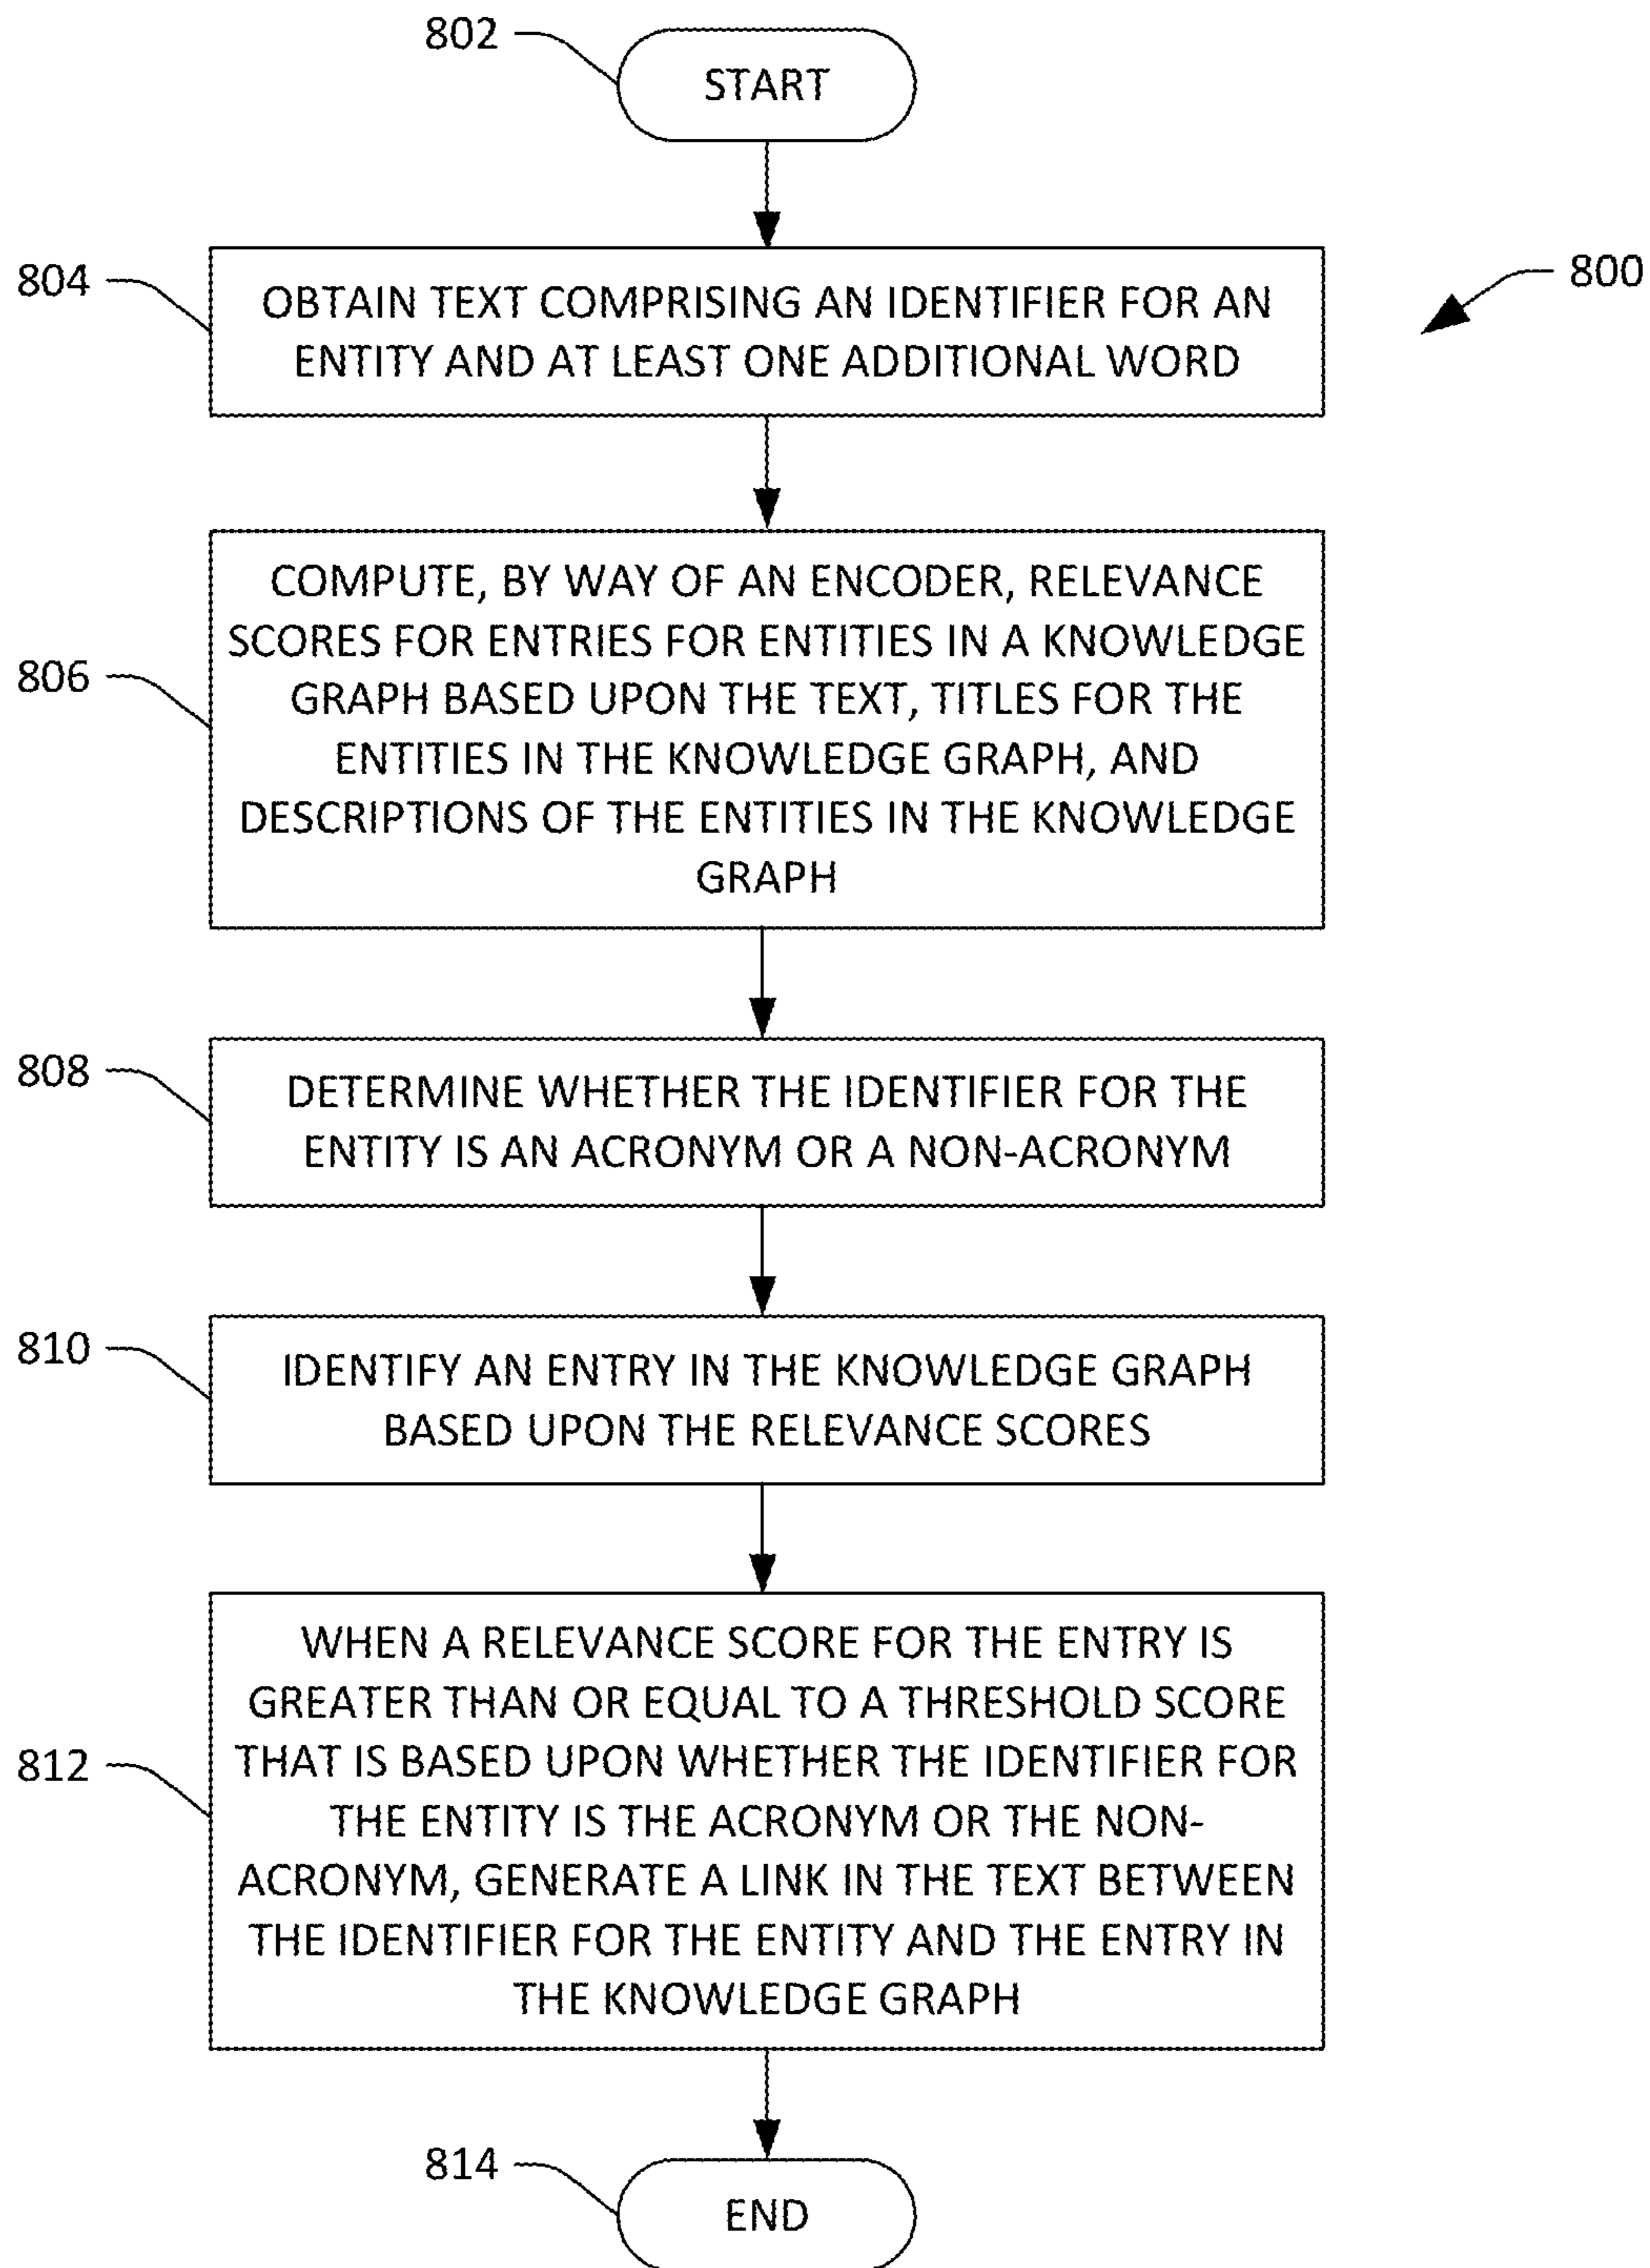 802
START
800
804
OBTAIN TEXT COMPRISING AN IDENTIFIER FOR AN
ENTITY AND AT LEAST ONE ADDITIONAL WORD
806
COMPUTE, BY WAY OF AN ENCODER, RELEVANCE
SCORES FOR ENTRIES FOR ENTITIES IN A KNOWLEDGE
GRAPH BASED UPON THE TEXT, TITLES FOR THE
ENTITIES IN THE KNOWLEDGE GRAPH, AND
DESCRIPTIONS OF THE ENTITIES IN THE KNOWLEDGE
GRAPH
808
DETERMINE WHETHER THE IDENTIFIER FOR THE
ENTITY IS AN ACRONYM OR A NON-ACRONYM
810
IDENTIFY AN ENTRY IN THE KNOWLEDGE GRAPH
BASED UPON THE RELEVANCE SCORES
812
WHEN A RELEVANCE SCORE FOR THE ENTRY IS
GREATER THAN OR EQUAL TO A THRESHOLD SCORE
THAT IS BASED UPON WHETHER THE IDENTIFIER FOR
THE ENTITY IS THE ACRONYM OR THE NON-
ACRONYM, GENERATE A LINK IN THE TEXT BETWEEN
THE IDENTIFIER FOR THE ENTITY AND THE ENTRY IN
THE KNOWLEDGE GRAPH
814
END